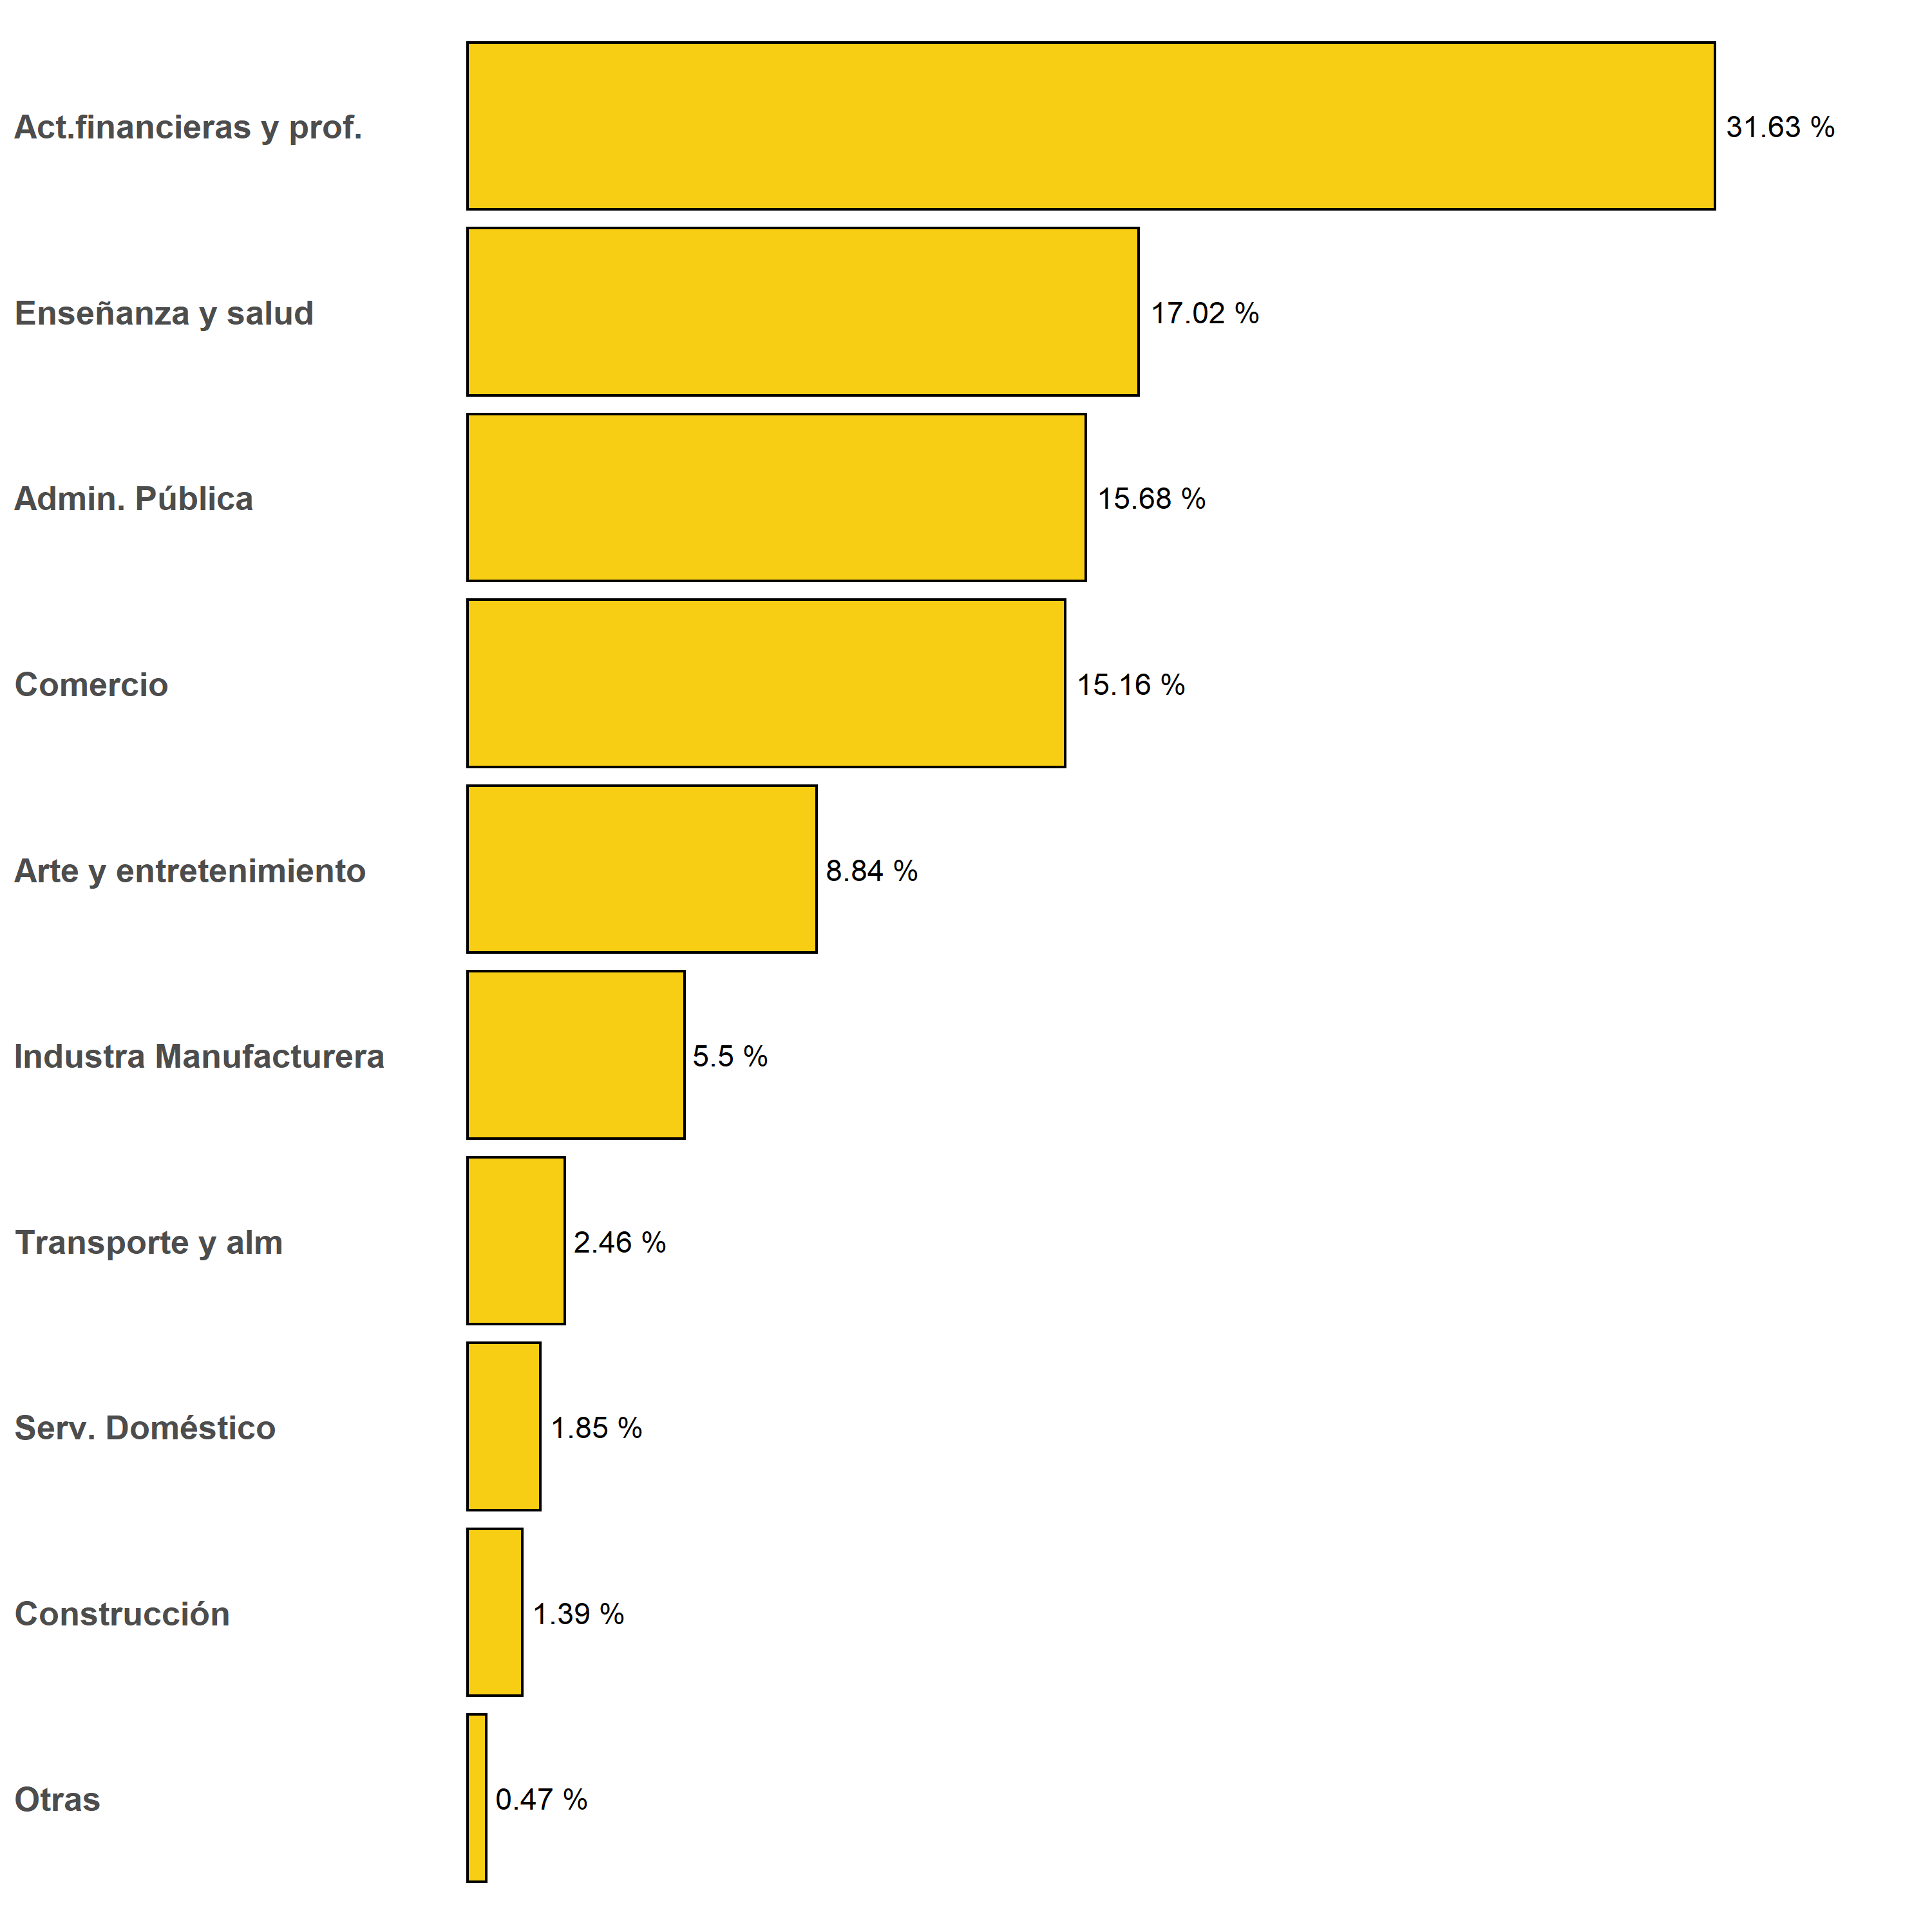 Act.financieras y prof. 31.63 %
Enseñanza y salud 17.02 %
Admin. Pública 15.68 %
Comercio 15.16 %
Arte y entretenimiento 8.84 %
Industra Manufacturera 5.5 %
Transporte y alm 2.46 %
Serv. Doméstico 1.85 %
Construcción 1.39 %
Otras 0.47 %